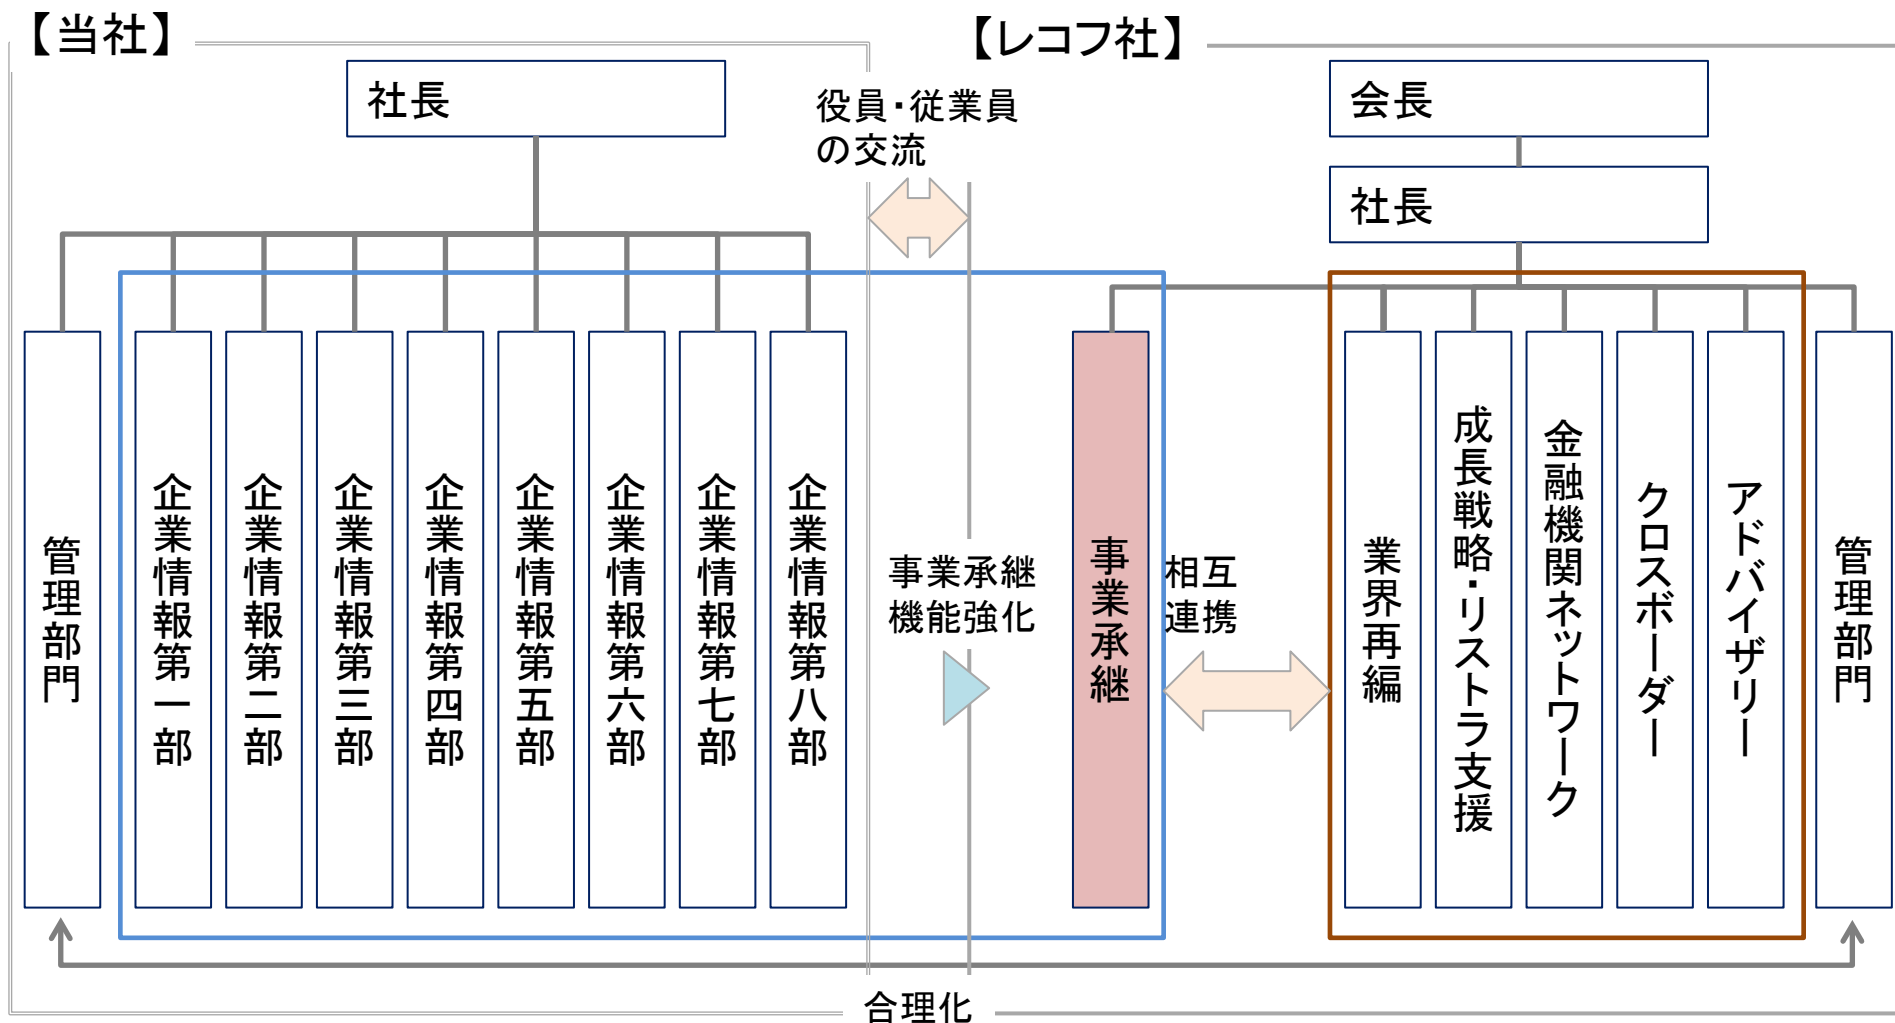 【当社】
社長
管理部門
企業情報第一部
企業情報第二部
企業情報第三部
企業情報第四部
企業情報第五部
企業情報第六部
企業情報第七部
企業情報第八部
役員・従業員
の交流
事業承継
機能強化
【レコフ社】
会長
社長
事業承継
相互
連携
業界再編
成長戦略・リストラ支援
金融機関ネットワーク
クロスボーダー
アドバイザリー
管理部門
合理化